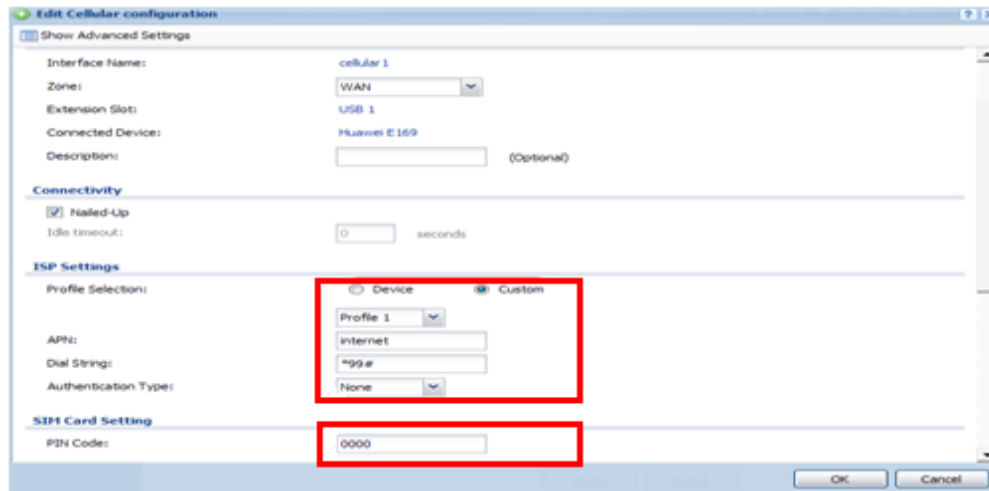 Edit Cellular configuration
Show Advanced Settings
Interface Name: cellular1
Zone: WAN
Extension Slot: USB 1
Connected Device: Huawei E169
Description: (Optional)
Connectivity
Nailed-Up
Idle timeout: 0 seconds
ISP Settings
Profile Selection: Device Custom
Profile 1
APN: internet
Dial String: *99#
Authentication Type: None
SIM Card Setting
PIN Code: 0000
OK Cancel